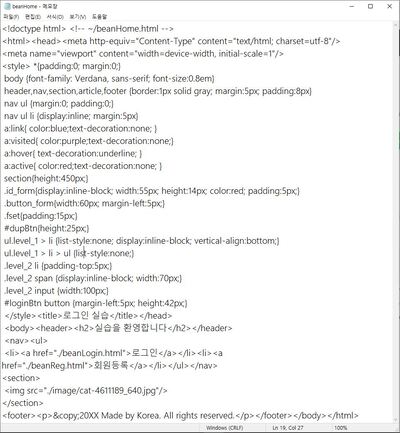 beanHome - 메모장
파일(F) 편집(E) 서식(O) 보기(V) 도움말
<!doctype html> <!-- ~/beanHome.html -->
<html><head><meta http-equiv="Content-Type" content="text/html; charset=utf-8"/>
<meta name="viewport" content="width=device-width, initial-scale=1"/>
<style> *{padding:0; margin:0;}
body {font-family: Verdana, sans-serif; font-size:0.8em}
header,nav,section,article,footer {border:1px solid gray; margin:5px; padding:8px}
nav ul {margin:0; padding:0;}
nav ul li {display:inline; margin:5px}
a:link{ color:blue;text-decoration:none; }
a:visited{ color:purple;text-decoration:none;}
a:hover{ text-decoration:underline; }
a:active{ color:red;text-decoration:none; }
section{height:450px;}
.id_form{display:inline-block; width:55px; height:14px; color:red; padding:5px;}
.button_form{width:60px; margin-left:5px;}
.fset{padding:15px;}
#dupBtn{height:25px;}
ul.level_1 > li {list-style:none; display:inline-block; vertical-align:bottom;}
ul.level_1 > li > ul {list-style:none;}
.level_2 li {padding-top:5px;}
.level_2 span {display:inline-block; width:70px;}
.level_2 input {width:100px;}
#loginBtn button {margin-left:5px; height:42px;}
</style><title>로그인 실습</title></head>
<body><header><h2>실습을 환영합니다</h2></header>
<nav><ul>
<li><a href="./beanLogin.html">로그인</a></li><li><a
href="./beanReg.html">회원등록</a></li></ul></nav>
<section>
<img src="./image/cat-4611189_640.jpg"/>
</section>
<footer><p>&copy;20XX Made by Korea. All rights reserved.</p></footer></body></html>
Windows (CRLF) Ln 19, Col 27 100%